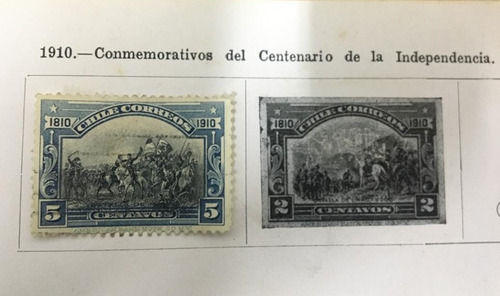 1910.—Conmemorativos del Centenario de la Independencia.
CHILE CORREOS
1810 1910
5 CENTAVOS 5
CHILE CORREOS
1810 1910
2 CENTAVOS 2